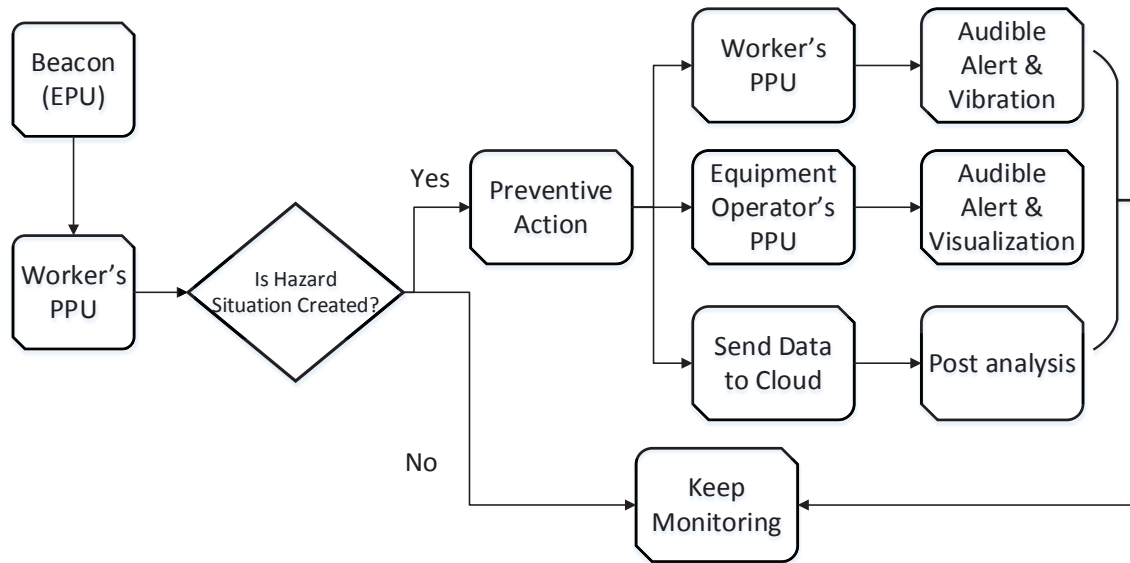 Beacon
(EPU)
Worker's
PPU
Is Hazard
Situation Created?
Yes
No
Preventive
Action
Worker's
PPU
Audible
Alert &
Vibration
Equipment
Operator's
PPU
Audible
Alert &
Visualization
Send Data
to Cloud
Post analysis
Keep
Monitoring